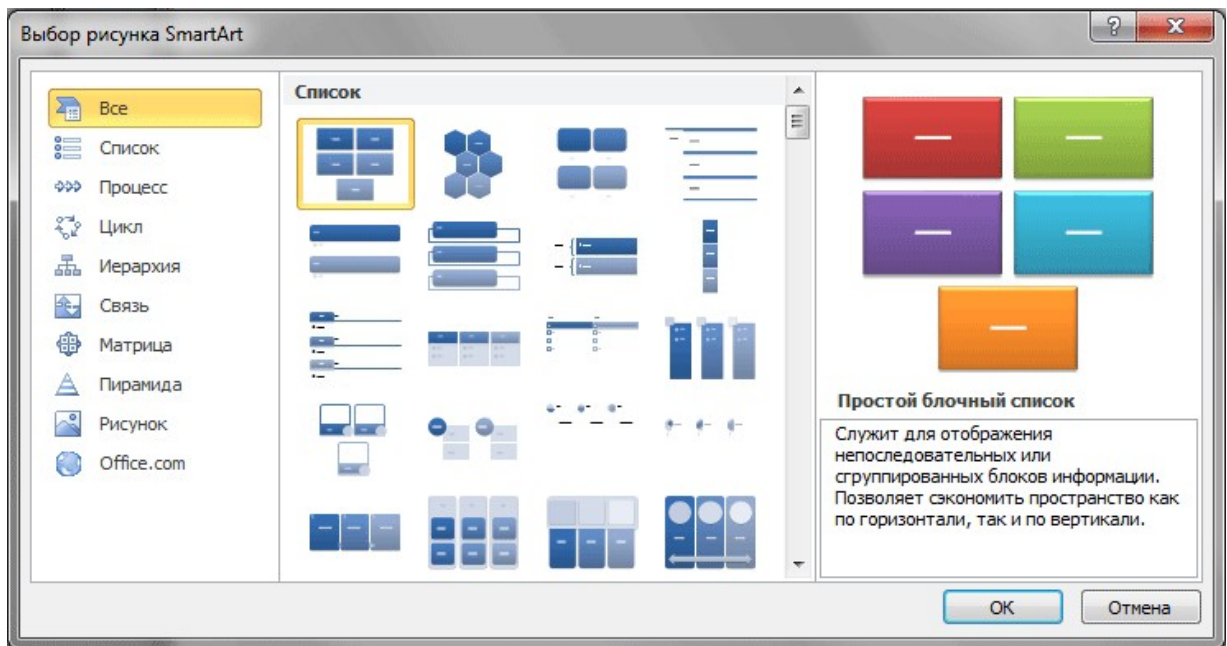 Выбор рисунка SmartArt
Все
Список
Процесс
Цикл
Иерархия
Связь
Матрица
Пирамида
Рисунок
Office.com
Список
Простой блочный список
Служит для отображения
непоследовательных или
сгруппированных блоков информации.
Позволяет сэкономить пространство как
по горизонтали, так и по вертикали.
ОК
Отмена